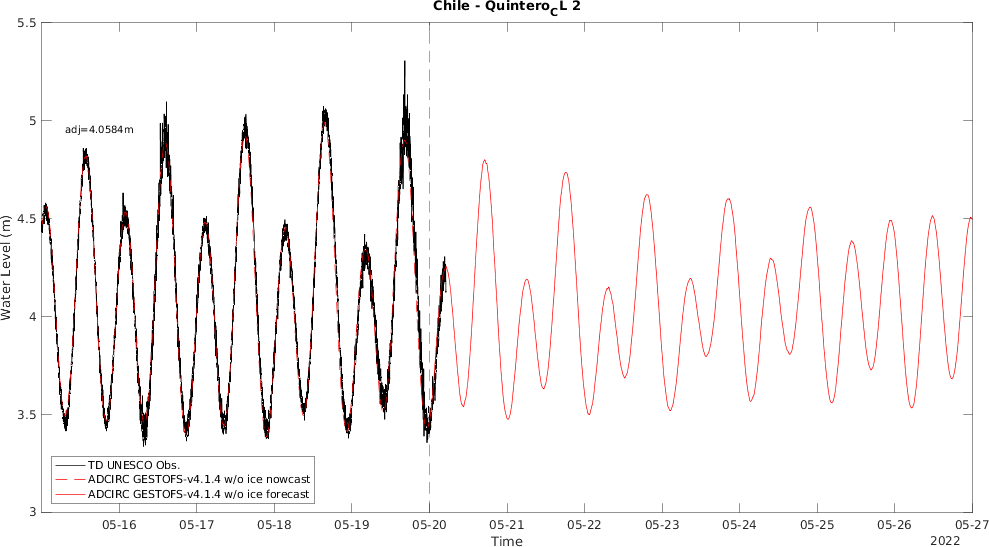 Chile - Quintero_CL 2
5.5
5
4.5
4
3.5
3
Water Level (m)
adj=4.0584m
TD UNESCO Obs.
ADCIRC GESTOFS-v4.1.4 w/o ice nowcast
ADCIRC GESTOFS-v4.1.4 w/o ice forecast
05-16 05-17 05-18 05-19 05-20 05-21 05-22 05-23 05-24 05-25 05-26 05-27
Time
2022